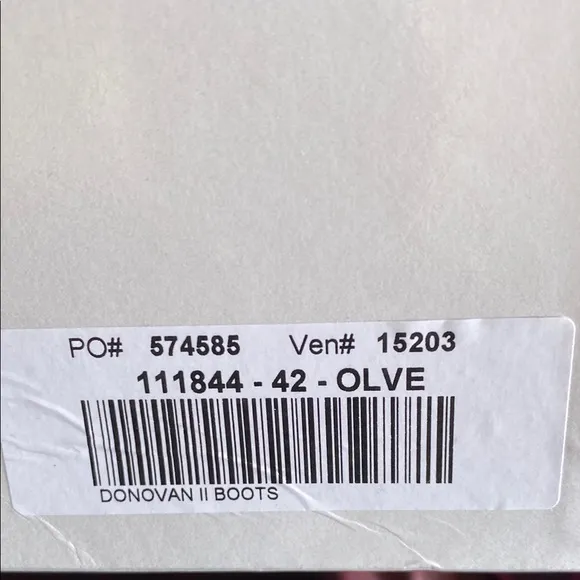 PO# 574585 Ven# 15203
111844 - 42 - OLVE
DONOVAN II BOOTS